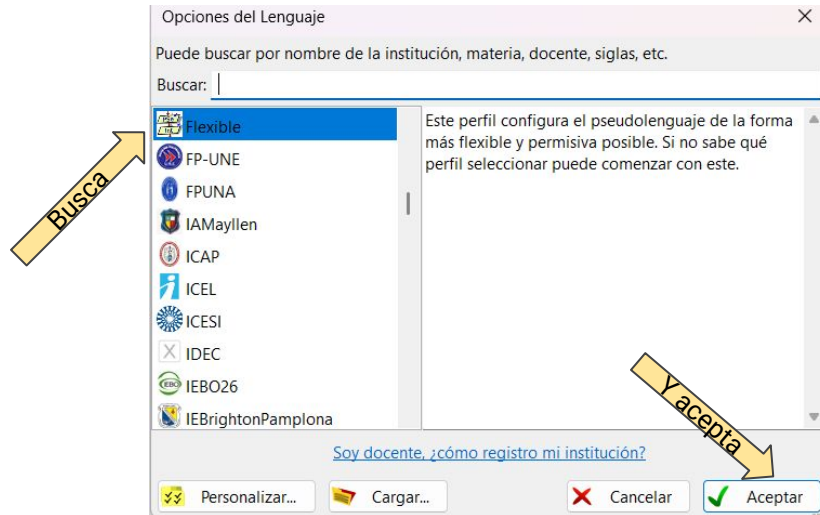 Opciones del Lenguaje
Puede buscar por nombre de la institución, materia, docente, siglas, etc.
Buscar:
Flexible
FP-UNE
FPUNA
IAMayllen
ICAP
ICEL
ICESI
IDEC
IEBO26
IEBrightonPamplona
Este perfil configura el pseudolenguaje de la forma
más flexible y permisiva posible. Si no sabe qué
perfil seleccionar puede comenzar con este.
Busca
Y acepta
Soy docente, ¿cómo registro mi institución?
Personalizar...
Cargar...
Cancelar
Aceptar